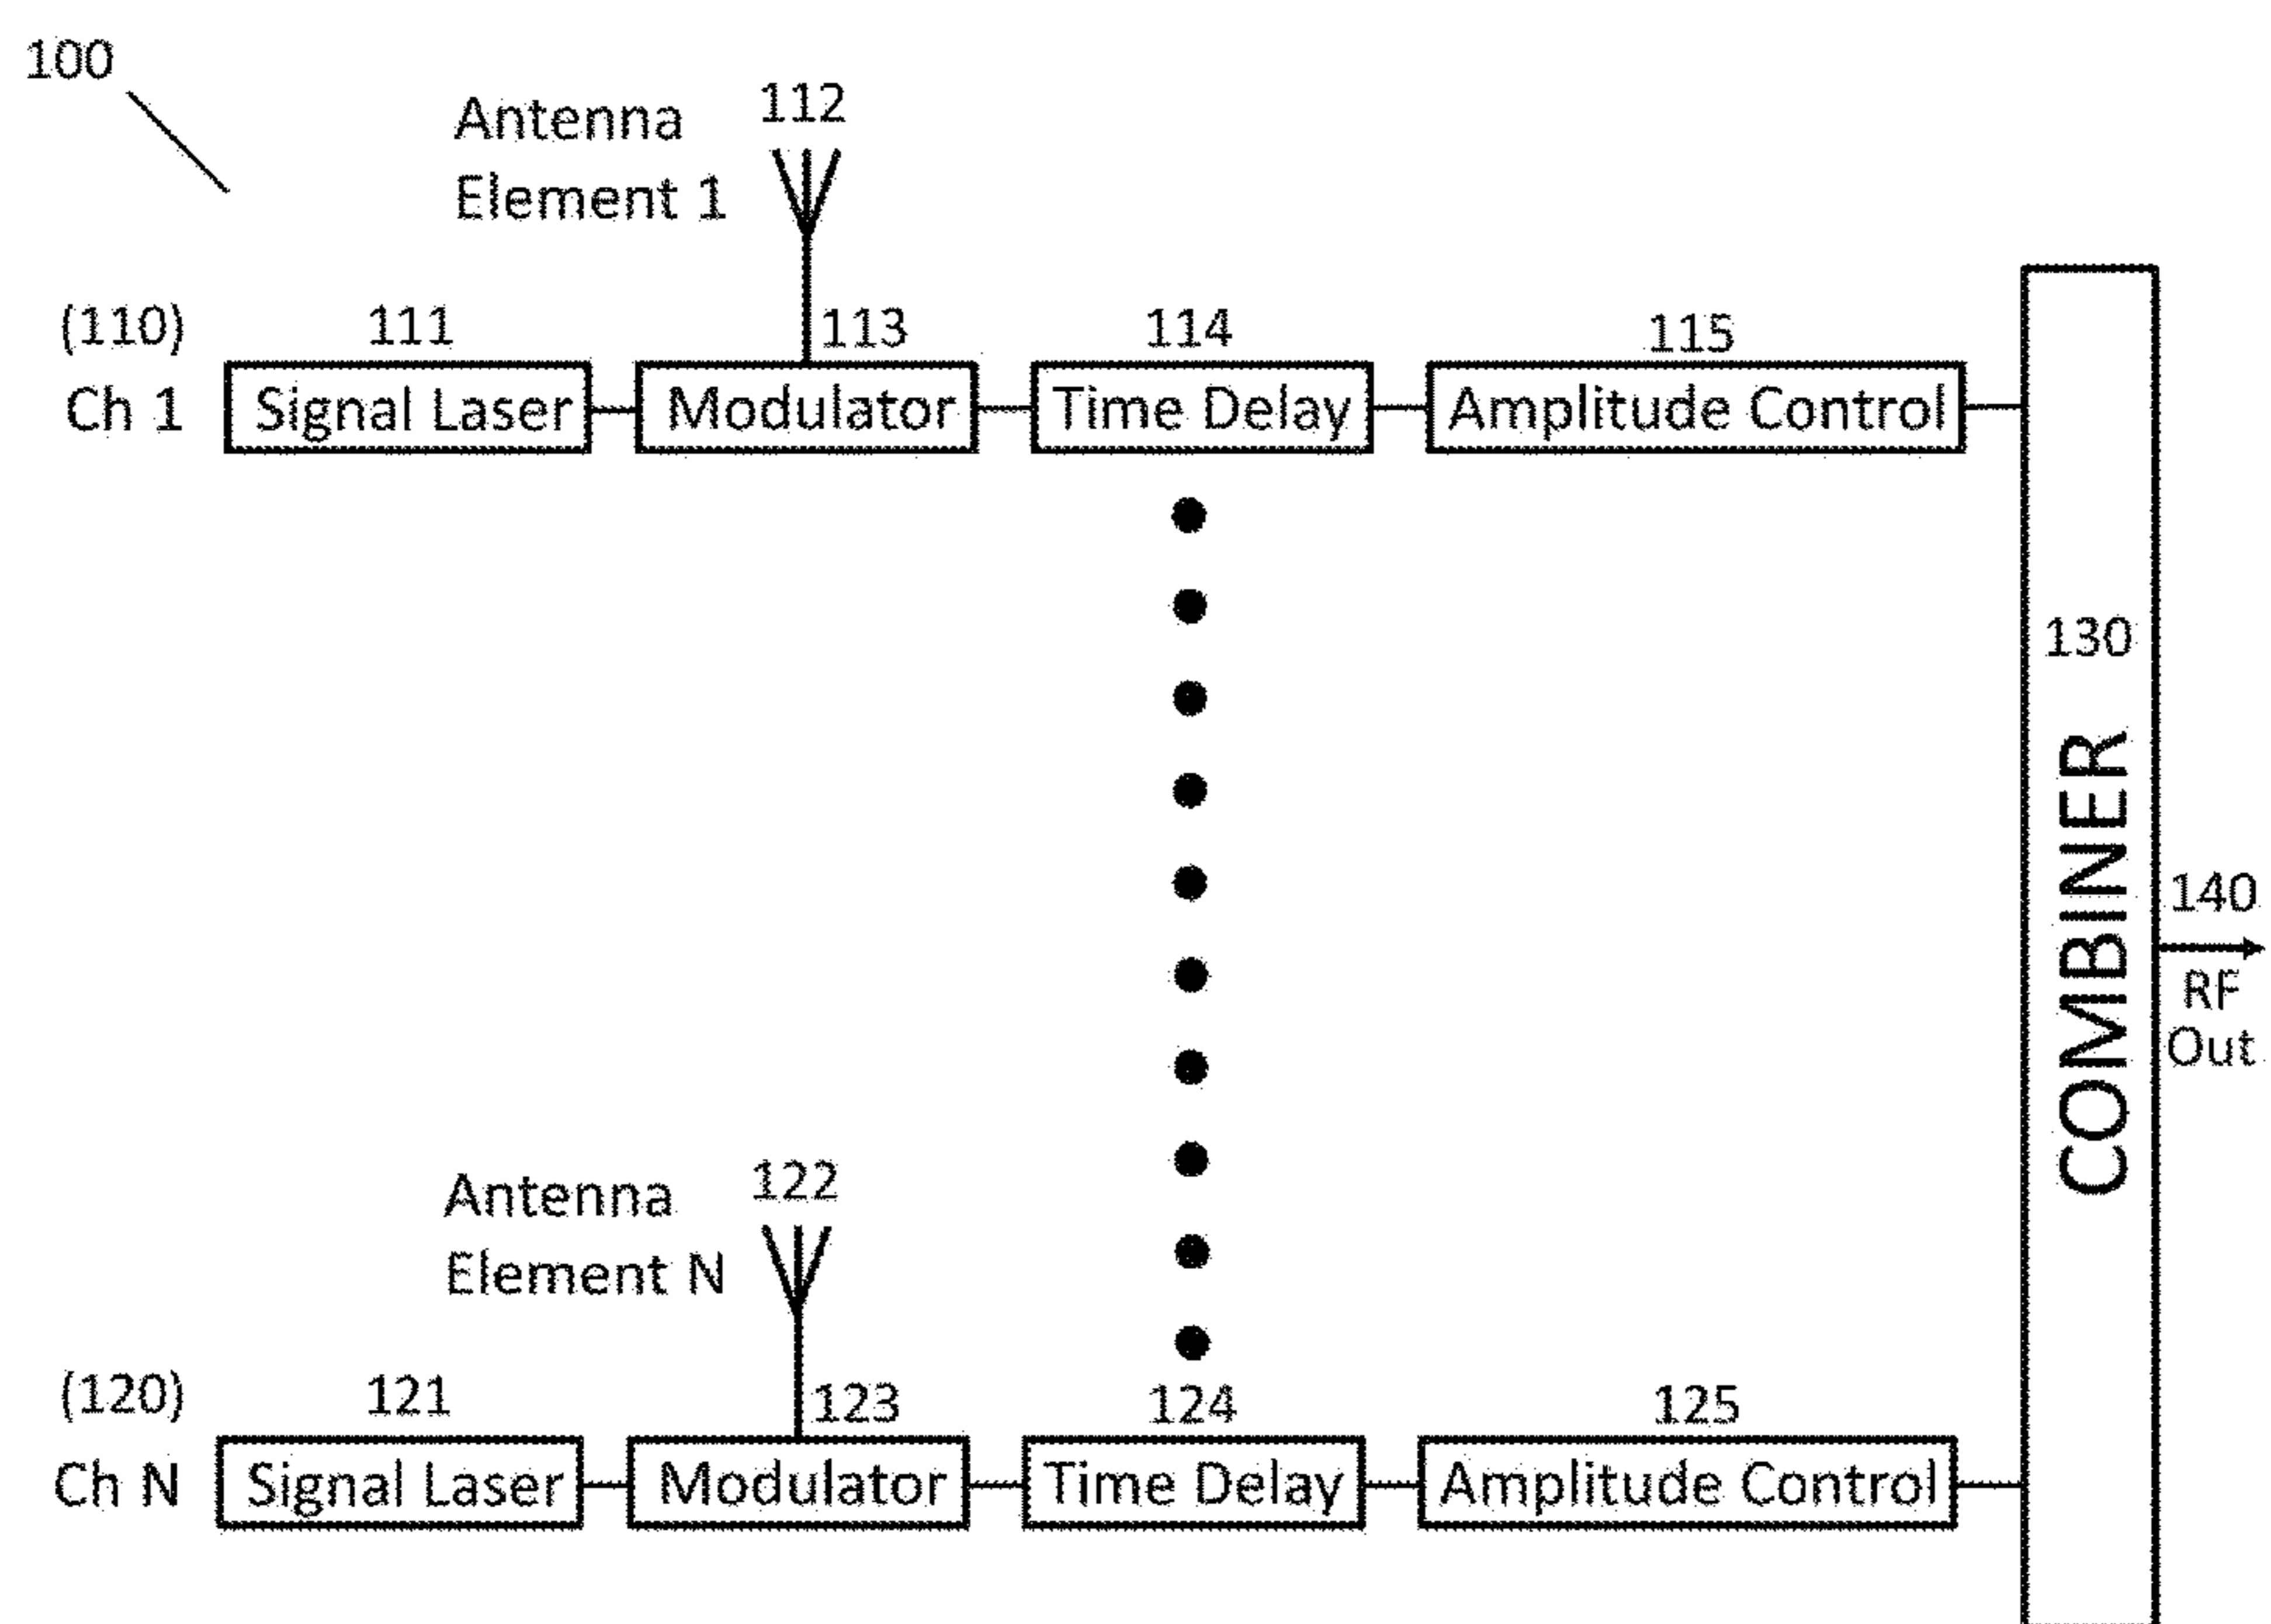 100
Antenna
Element 1
112
(110)
Ch 1
111
Signal Laser
113
Modulator
114
Time Delay
115
Amplitude Control
130
COMBINER
140
RF
Out
Antenna
Element N
122
(120)
Ch N
121
Signal Laser
123
Modulator
124
Time Delay
125
Amplitude Control